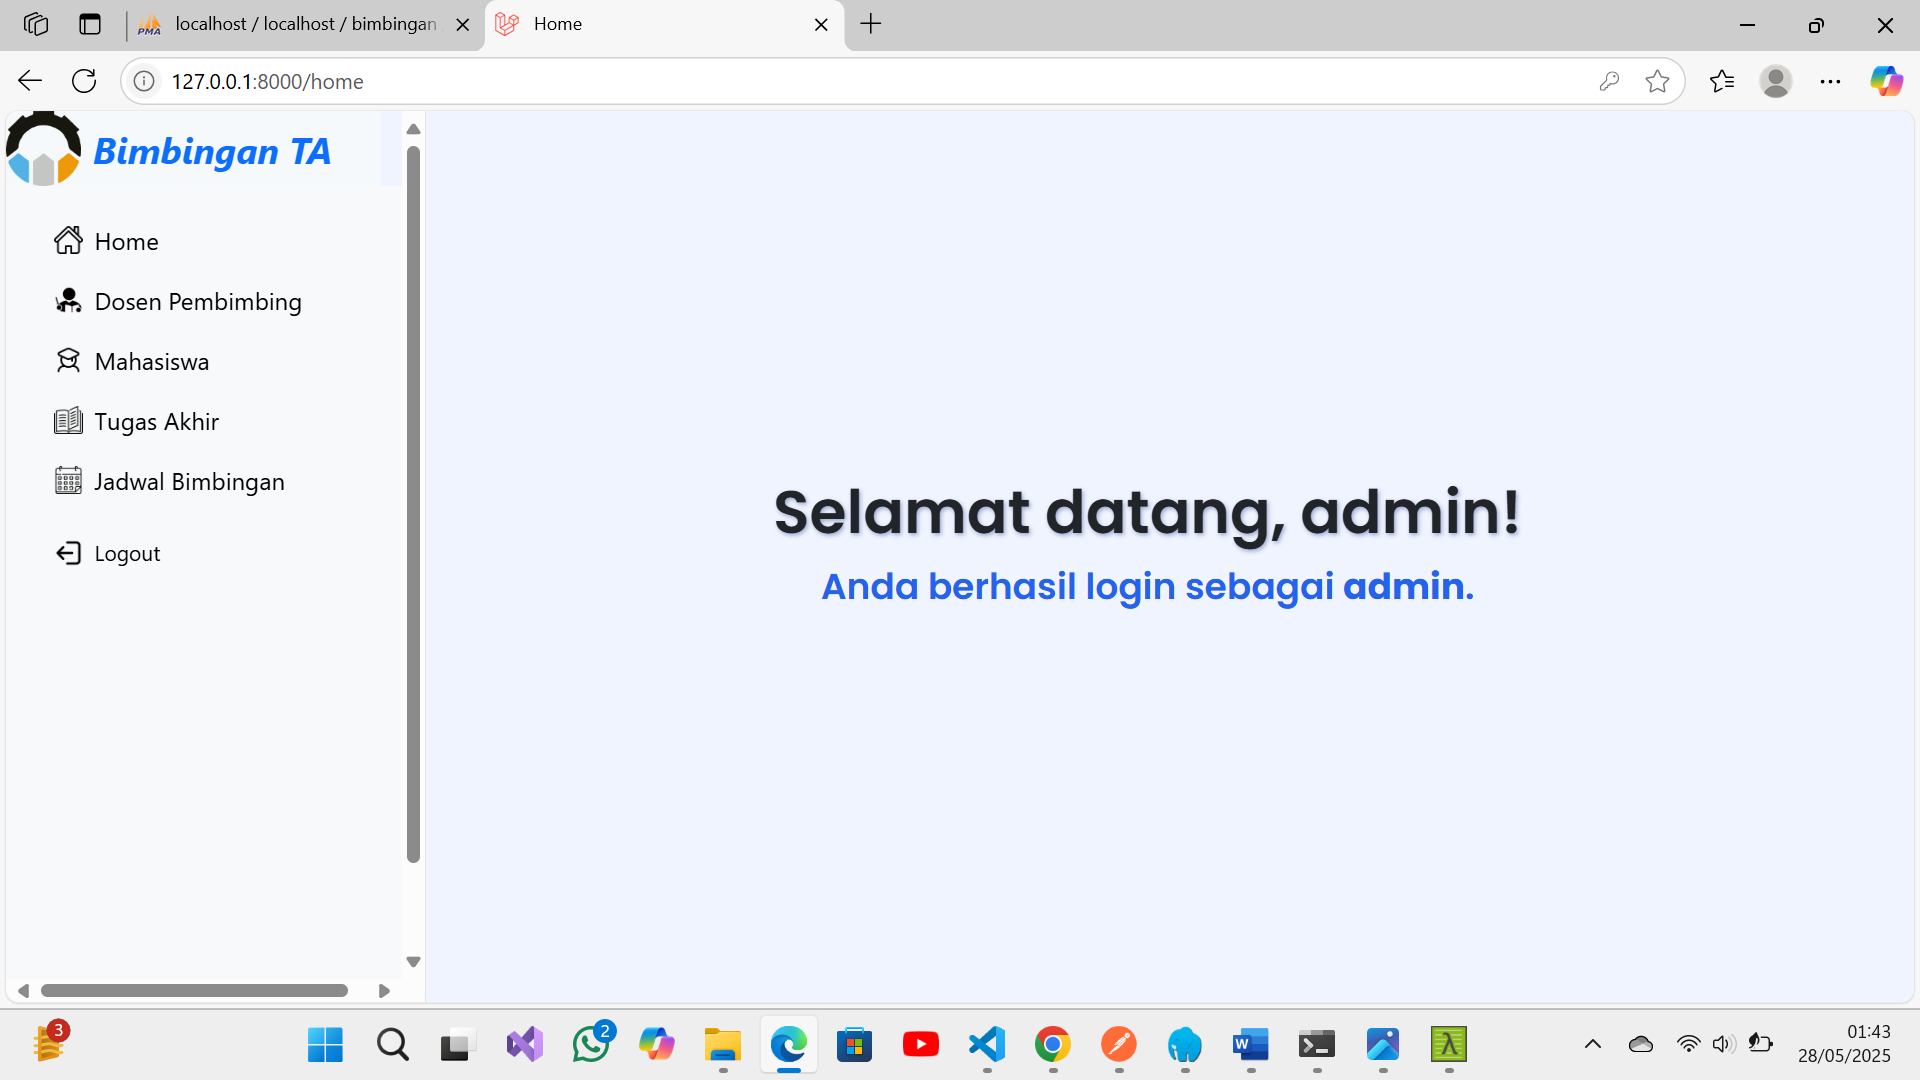 localhost / localhost / bimbingan
Home
127.0.0.1:8000/home
Bimbingan TA
Home
Dosen Pembimbing
Mahasiswa
Tugas Akhir
Jadwal Bimbingan
Logout
Selamat datang, admin!
Anda berhasil login sebagai admin.
3
2
01:43
28/05/2025